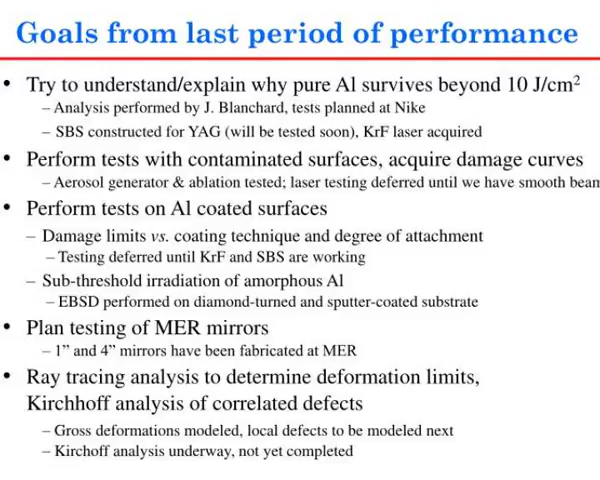 Goals from last period of performance
• Try to understand/explain why pure Al survives beyond 10 J/cm²
– Analysis performed by J. Blanchard, tests planned at Nike
– SBS constructed for YAG (will be tested soon), KrF laser acquired
• Perform tests with contaminated surfaces, acquire damage curves
– Aerosol generator & ablation tested; laser testing deferred until we have smooth beam
• Perform tests on Al coated surfaces
– Damage limits vs. coating technique and degree of attachment
– Testing deferred until KrF and SBS are working
– Sub-threshold irradiation of amorphous Al
– EBSD performed on diamond-turned and sputter-coated substrate
• Plan testing of MER mirrors
– 1” and 4” mirrors have been fabricated at MER
• Ray tracing analysis to determine deformation limits,
Kirchhoff analysis of correlated defects
– Gross deformations modeled, local defects to be modeled next
– Kirchoff analysis underway, not yet completed